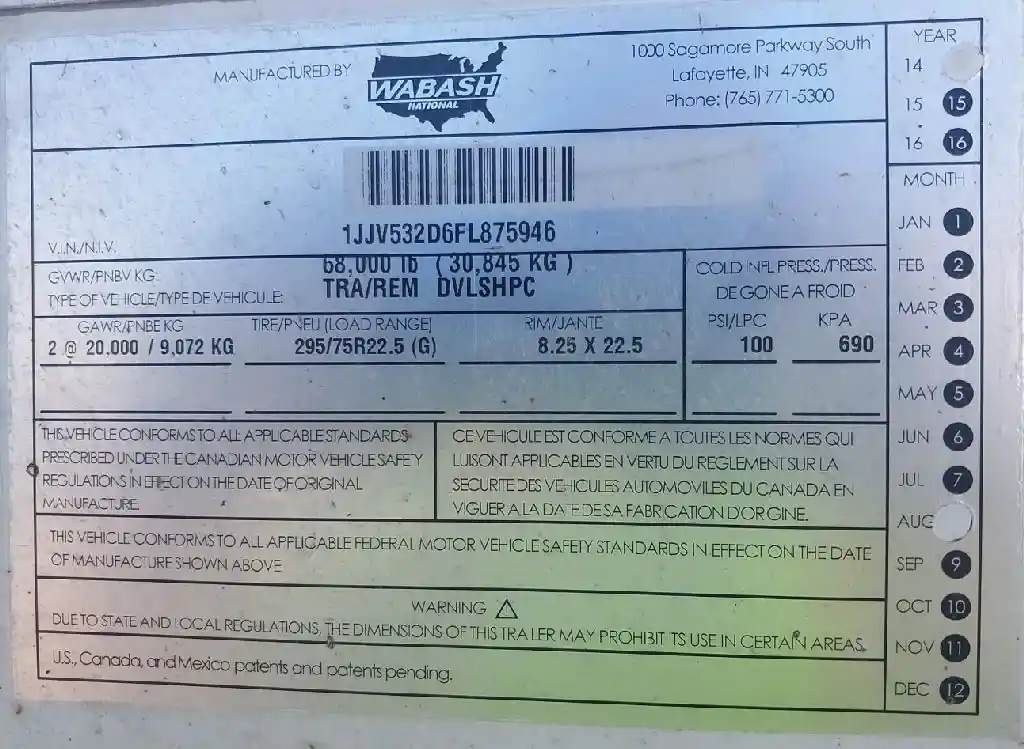 MANUFACTURED BY
WABASH
NATIONAL
1000 Sagamore Parkway South
Lafayette, IN 47905
Phone: (765) 771-5300
YEAR
14
15 15
16 16
V.I.N./N.I.V.
1JJV532D6FL875946
GVWR/PNBV KG:
68,000 lb ( 30,845 KG )
TYPE OF VEHICLE/TYPE DE VEHICULE:
TRA/REM DVLSHPC
COLD INFL PRESS./PRESS.
DE GONE A FROID
GAWR/PNBE KG
TIRE/PNEU (LOAD RANGE)
RIM/JANTE
PSI/LPC
KPA
2 @ 20.000 / 9,072 KG
295/75R22.5 (G)
8.25 X 22.5
100
690
THIS VEHICLE CONFORMS TO ALL APPLICABLE STANDARDS
PRESCRIBED UNDER THE CANADIAN MOTOR VEHICLE SAFETY
REGULATIONS IN EFFECT ON THE DATE OF ORIGINAL
MANUFACTURE.
CE VEHICULE EST CONFORME A TOUTES LES NORMES QUI
LUI SONT APPLICABLES EN VERTU DU REGLEMENT SUR LA
SECURITE DES VEHICULES AUTOMOVILES DU CANADA EN
VIGUER A LA DATE DE SA FABRICATION D'ORGINE.
THIS VEHICLE CONFORMS TO ALL APPLICABLE FEDERAL MOTOR VEHICLE SAFETY STANDARDS IN EFFECT ON THE DATE
OF MANUFACTURE SHOWN ABOVE
WARNING
DUE TO STATE AND LOCAL REGULATIONS, THE DIMENSIONS OF THIS TRAILER MAY PROHIBIT ITS USE IN CERTAIN AREAS.
U.S., Canada, and Mexico patents and patents pending.
MONTH
JAN 1
FEB 2
MAR 3
APR 4
MAY 5
JUN 6
JUL 7
AUG
SEP 9
OCT 10
NOV 11
DEC 12